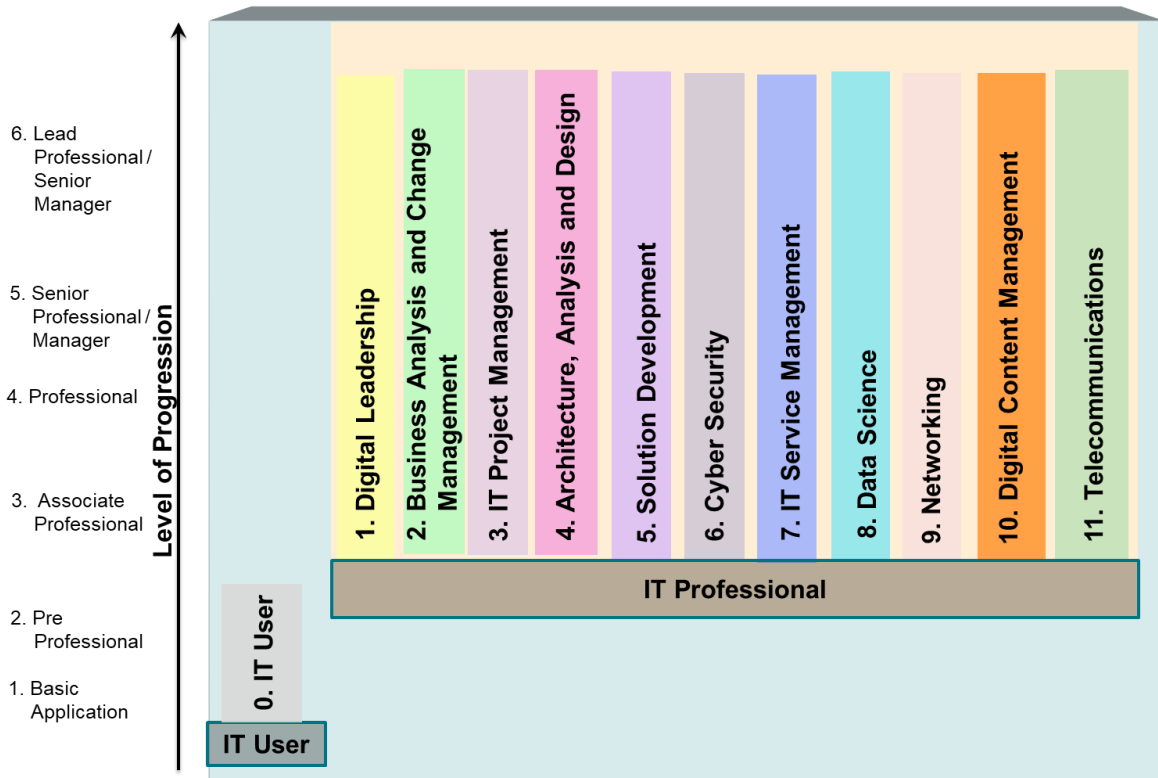 6. Lead
Professional /
Senior
Manager
5. Senior
Professional /
Manager
4. Professional
3. Associate
Professional
2. Pre
Professional
1. Basic
Application
Level of Progression
0. IT User
IT User
1. Digital Leadership
2. Business Analysis and Change
Management
3. IT Project Management
4. Architecture, Analysis and Design
5. Solution Development
6. Cyber Security
7. IT Service Management
8. Data Science
9. Networking
10. Digital Content Management
11. Telecommunications
IT Professional